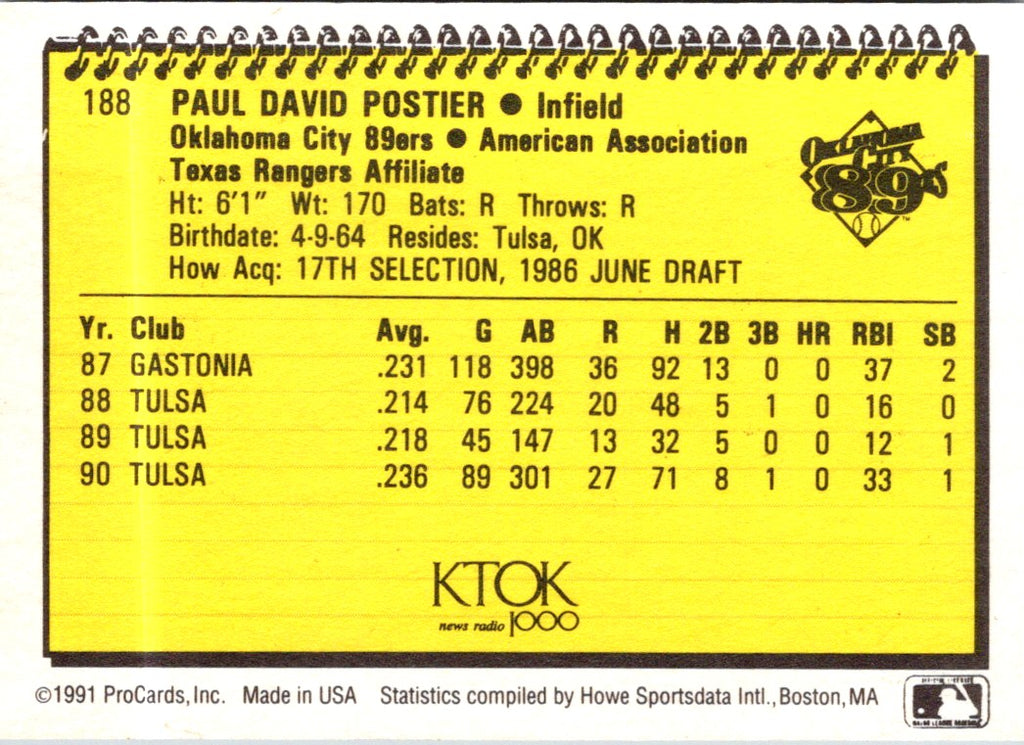 188 PAUL DAVID POSTIER ● Infield
Oklahoma City 89ers ● American Association
Texas Rangers Affiliate
Ht: 6'1" Wt: 170 Bats: R Throws: R
Birthdate: 4-9-64 Resides: Tulsa, OK
How Acq: 17TH SELECTION, 1986 JUNE DRAFT
OKLAHOMA
CITY
89ers
TM
Yr. Club Avg. G AB R H 2B 3B HR RBI SB
87 GASTONIA .231 118 398 36 92 13 0 0 37 2
88 TULSA .214 76 224 20 48 5 1 0 16 0
89 TULSA .218 45 147 13 32 5 0 0 12 1
90 TULSA .236 89 301 27 71 8 1 0 33 1
KTOK
news radio 1000
©1991 ProCards, Inc. Made in USA Statistics compiled by Howe Sportsdata Intl., Boston, MA